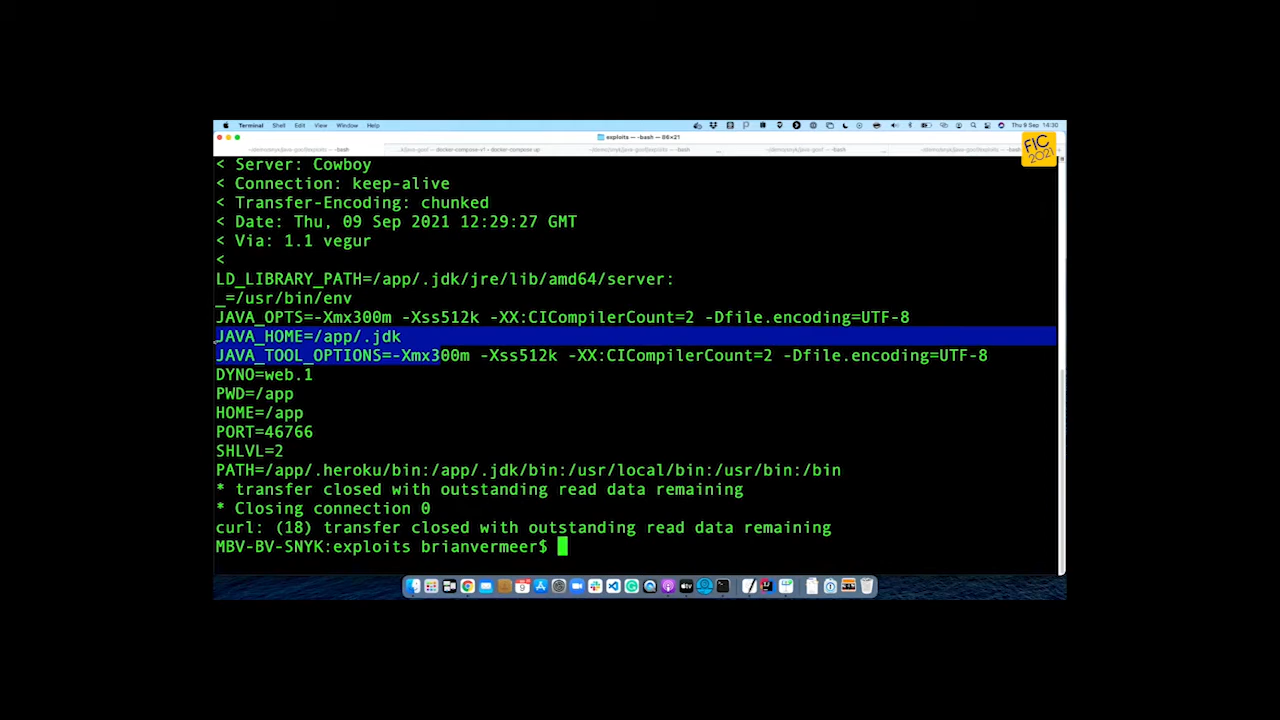 Terminal Shell Edit View Window Help Thu 9 Sep 14:30
exploits — -bash — 86×21
FIC
2021
< Server: Cowboy
< Connection: keep-alive
< Transfer-Encoding: chunked
< Date: Thu, 09 Sep 2021 12:29:27 GMT
< Via: 1.1 vegur
<
LD_LIBRARY_PATH=/app/.jdk/jre/lib/amd64/server:
_=/usr/bin/env
JAVA_OPTS=-Xmx300m -Xss512k -XX:CICompilerCount=2 -Dfile.encoding=UTF-8
JAVA_HOME=/app/.jdk
JAVA_TOOL_OPTIONS=-Xmx300m -Xss512k -XX:CICompilerCount=2 -Dfile.encoding=UTF-8
DYNO=web.1
PWD=/app
HOME=/app
PORT=46766
SHLVL=2
PATH=/app/.heroku/bin:/app/.jdk/bin:/usr/local/bin:/usr/bin:/bin
* transfer closed with outstanding read data remaining
* Closing connection 0
curl: (18) transfer closed with outstanding read data remaining
MBV-BV-SNYK:exploits brianvermeer$